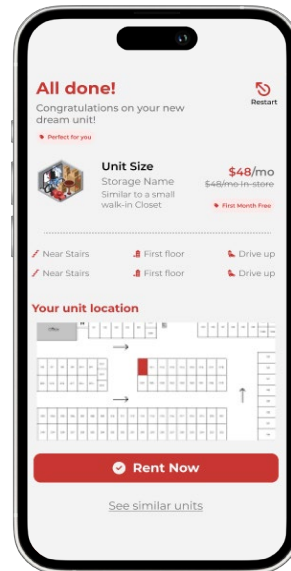 All done!
Restart
Congratulations on your new
dream unit!
Perfect for you
Unit Size
Storage Name
Similar to a small
walk-in Closet
$48/mo
$48/mo In-store
First Month Free
Near Stairs
First floor
Drive up
Near Stairs
First floor
Drive up
Your unit location
Office
Rent Now
See similar units